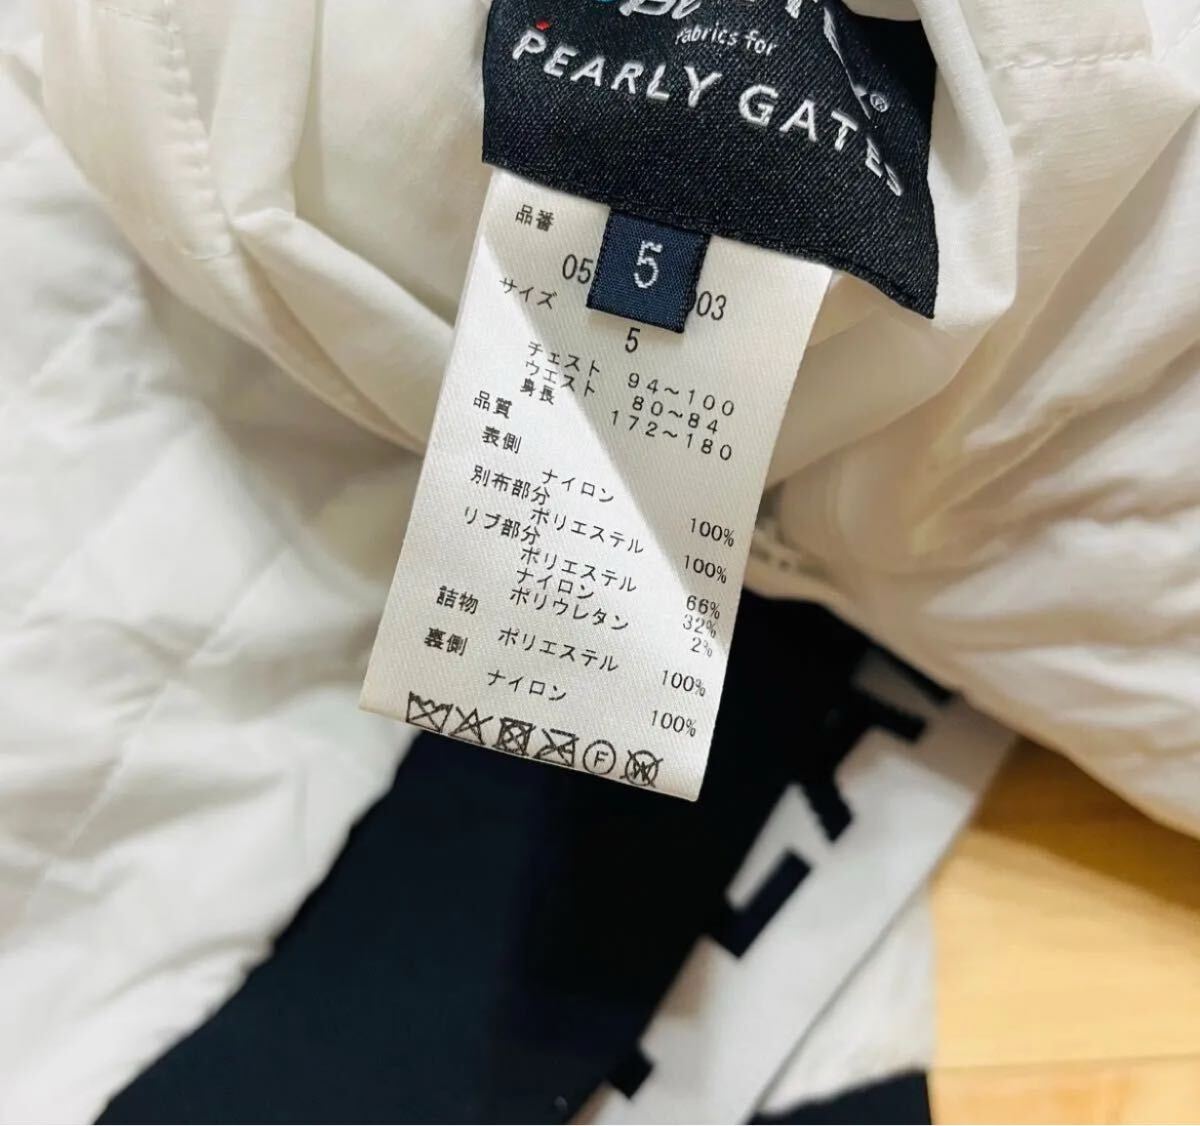 fabrics for
PEARLY GATES
®
品番
05 5 03
サイズ
5
チェスト 94~100
ウエスト 80~84
身長 172~180
品質
表側
ナイロン 100%
別布部分
ポリエステル 100%
リブ部分
ポリエステル 66%
ナイロン 32%
ポリウレタン 2%
詰物
ポリエステル 100%
裏側
ナイロン 100%
F W